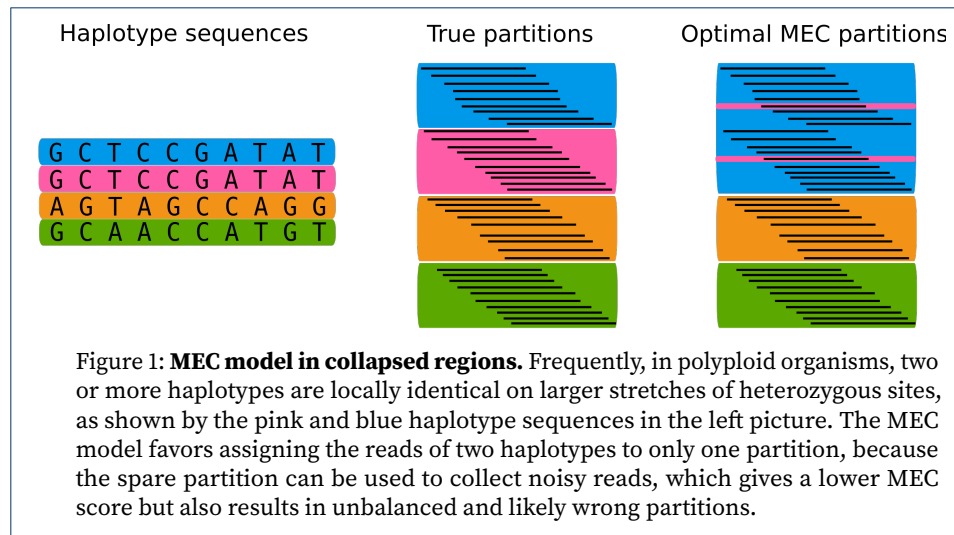 Haplotype sequences
True partitions
Optimal MEC partitions
G C T C C G A T A T
G C T C C G A T A T
A G T A G C C A G G
G C A A C C A T G T
Figure 1: MEC model in collapsed regions. Frequently, in polyploid organisms, two
or more haplotypes are locally identical on larger stretches of heterozygous sites,
as shown by the pink and blue haplotype sequences in the left picture. The MEC
model favors assigning the reads of two haplotypes to only one partition, because
the spare partition can be used to collect noisy reads, which gives a lower MEC
score but also results in unbalanced and likely wrong partitions.